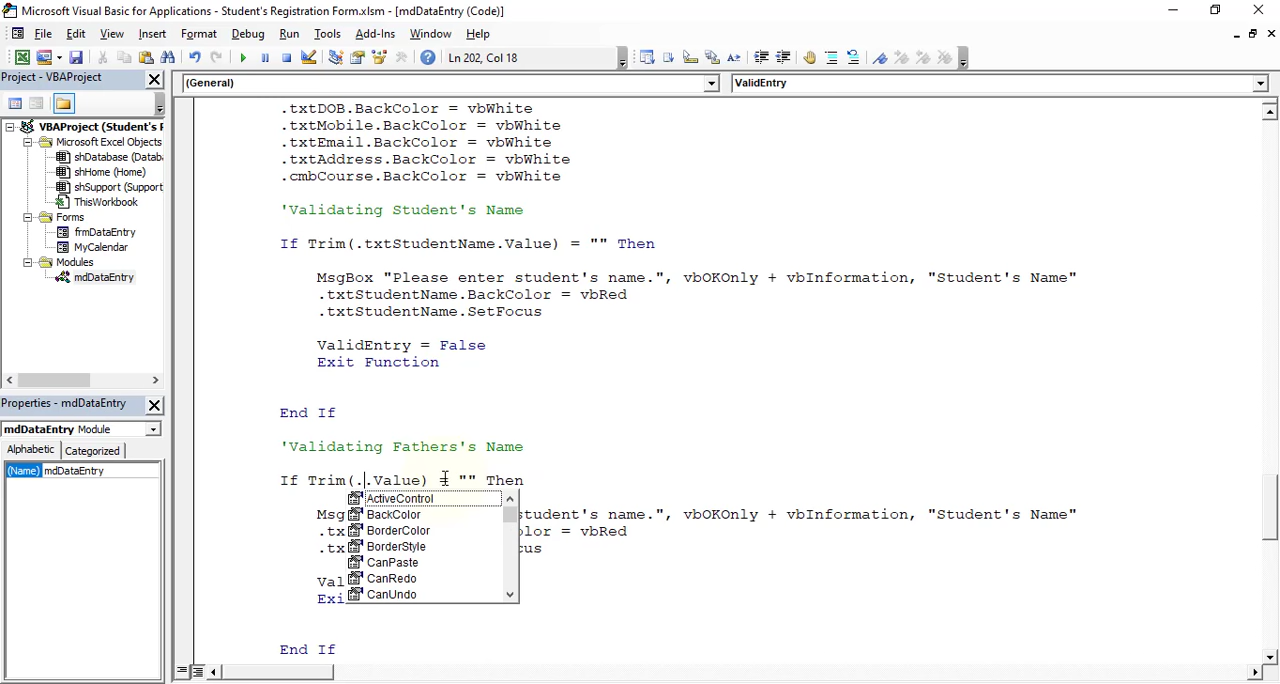 Microsoft Visual Basic for Applications - Student's Registration Form.xlsm - [mdDataEntry (Code)]
File Edit View Insert Format Debug Run Tools Add-Ins Window Help
Ln 202, Col 18
Project - VBAProject
(General)
ValidEntry
VBAProject (Student's
Microsoft Excel Objects
shDatabase (Datab
shHome (Home)
shSupport (Support
ThisWorkbook
Forms
frmDataEntry
MyCalendar
Modules
mdDataEntry
Properties - mdDataEntry
mdDataEntry Module
Alphabetic Categorized
(Name) mdDataEntry
.txtDOB.BackColor = vbWhite
.txtMobile.BackColor = vbWhite
.txtEmail.BackColor = vbWhite
.txtAddress.BackColor = vbWhite
.cmbCourse.BackColor = vbWhite
'Validating Student's Name
If Trim(.txtStudentName.Value) = "" Then
MsgBox "Please enter student's name.", vbOKOnly + vbInformation, "Student's Name"
.txtStudentName.BackColor = vbRed
.txtStudentName.SetFocus
ValidEntry = False
Exit Function
End If
'Validating Fathers's Name
If Trim(..Value) = "" Then
Msg student's name.", vbOKOnly + vbInformation, "Student's Name"
.tx olor = vbRed
.tx cus
Val
Exi
End If
ActiveControl
BackColor
BorderColor
BorderStyle
CanPaste
CanRedo
CanUndo